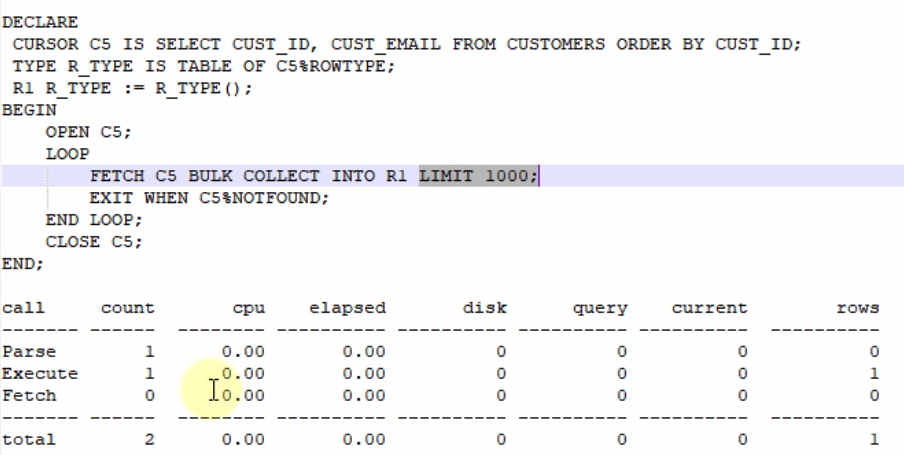 DECLARE
CURSOR C5 IS SELECT CUST_ID, CUST_EMAIL FROM CUSTOMERS ORDER BY CUST_ID;
TYPE R_TYPE IS TABLE OF C5%ROWTYPE;
R1 R_TYPE := R_TYPE();
BEGIN
OPEN C5;
LOOP
FETCH C5 BULK COLLECT INTO R1 LIMIT 1000;
EXIT WHEN C5%NOTFOUND;
END LOOP;
CLOSE C5;
END;
call count cpu elapsed disk query current rows
------- ------ -------- ---------- ---------- ---------- ---------- ----------
Parse 1 0.00 0.00 0 0 0 0
Execute 1 0.00 0.00 0 0 0 1
Fetch 0 0.00 0.00 0 0 0 0
------- ------ -------- ---------- ---------- ---------- ---------- ----------
total 2 0.00 0.00 0 0 0 1